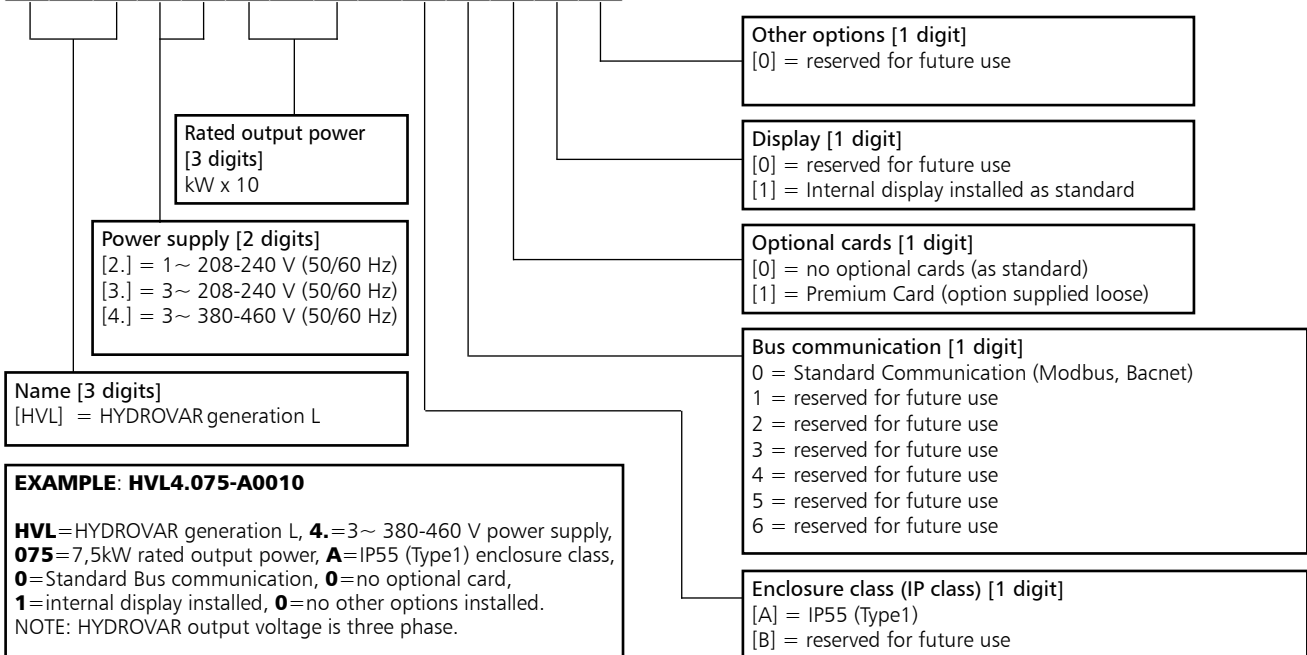 Other options [1 digit]
[0] = reserved for future use
Rated output power
[3 digits]
kW x 10
Display [1 digit]
[0] = reserved for future use
[1] = Internal display installed as standard
Power supply [2 digits]
[2.] = 1~ 208-240 V (50/60 Hz)
[3.] = 3~ 208-240 V (50/60 Hz)
[4.] = 3~ 380-460 V (50/60 Hz)
Optional cards [1 digit]
[0] = no optional cards (as standard)
[1] = Premium Card (option supplied loose)
Name [3 digits]
[HVL] = HYDROVAR generation L
Bus communication [1 digit]
0 = Standard Communication (Modbus, Bacnet)
1 = reserved for future use
2 = reserved for future use
3 = reserved for future use
4 = reserved for future use
5 = reserved for future use
6 = reserved for future use
EXAMPLE: HVL4.075-A0010
HVL=HYDROVAR generation L, 4.=3~ 380-460 V power supply,
075=7,5kW rated output power, A=IP55 (Type1) enclosure class,
0=Standard Bus communication, 0=no optional card,
1=internal display installed, 0=no other options installed.
NOTE: HYDROVAR output voltage is three phase.
Enclosure class (IP class) [1 digit]
[A] = IP55 (Type1)
[B] = reserved for future use